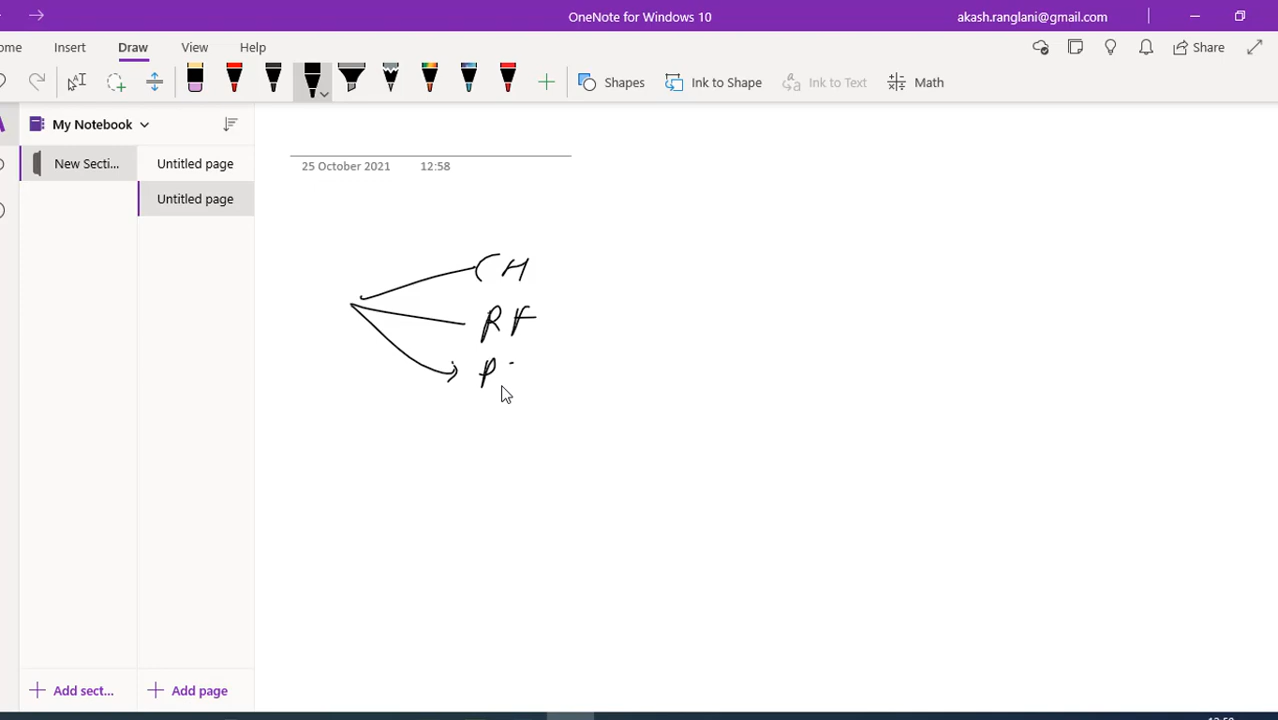 OneNote for Windows 10
akash.ranglani@gmail.com
ome Insert Draw View Help
Share
Shapes Ink to Shape Ink to Text Math
My Notebook
New Secti... Untitled page
Untitled page
25 October 2021 12:58
CH
RF
P
Add sect... Add page